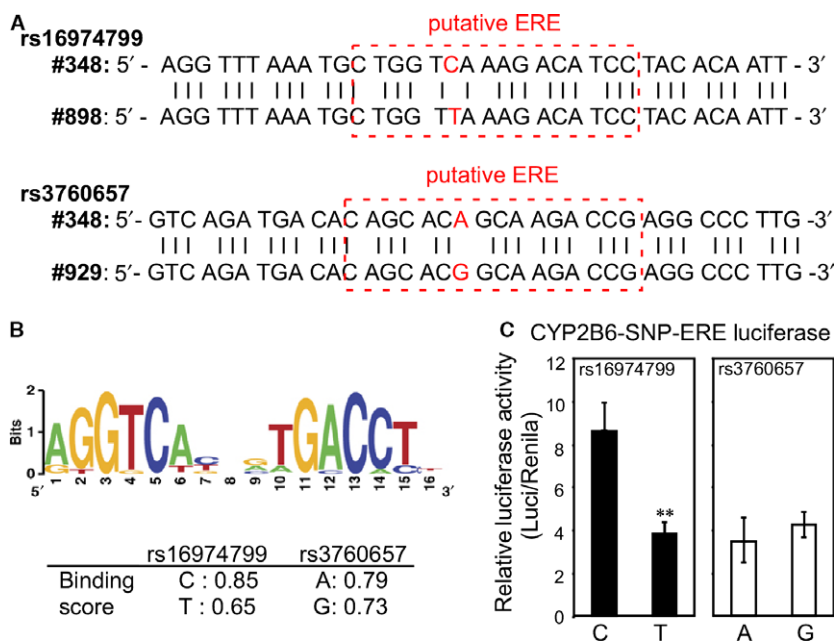 A
putative ERE
rs16974799
#348: 5′ - AGG TTT AAA TGC TGG TCA AAG ACA TCC TAC ACA ATT - 3′
#898: 5′ - AGG TTT AAA TGC TGG TTA AAG ACA TCC TAC ACA ATT - 3′
putative ERE
rs3760657
#348: 5′ - GTC AGA TGA CAC AGC ACA GCA AGA CCG AGG CCC TTG -3′
#929: 5′ - GTC AGA TGA CAC AGC ACG GCA AGA CCG AGG CCC TTG -3′
B
Bits
2
1
0
AGGTCA TGACCT
5′ 1 2 3 4 5 6 7 8 9 10 11 12 13 14 15 16 3′
rs16974799 rs3760657
Binding C : 0.85 A: 0.79
score T : 0.65 G: 0.73
C CYP2B6-SNP-ERE luciferase
Relative luciferase activity
(Luci/Renila)
12
10
8
6
4
2
0
rs16974799 rs3760657
**
C T A G